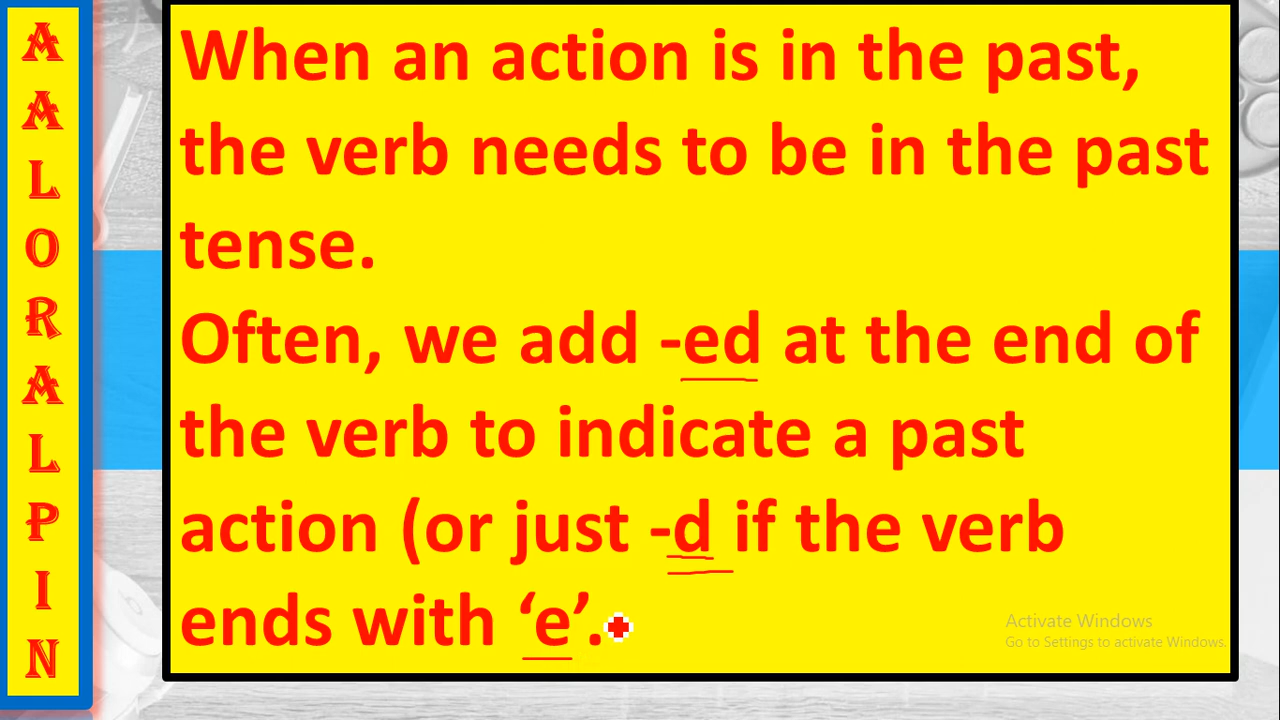 AALORALPIN
When an action is in the past,
the verb needs to be in the past
tense.
Often, we add -ed at the end of
the verb to indicate a past
action (or just -d if the verb
ends with ‘e’.
Activate Windows
Go to Settings to activate Windows.